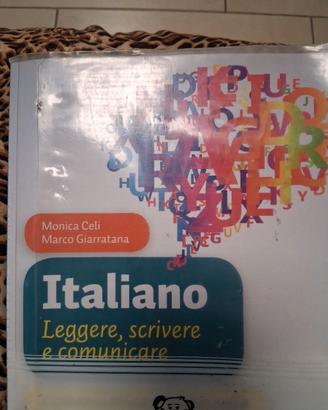 Monica Celi
Marco Giarratana
Italiano
Leggere, scrivere
e comunicare